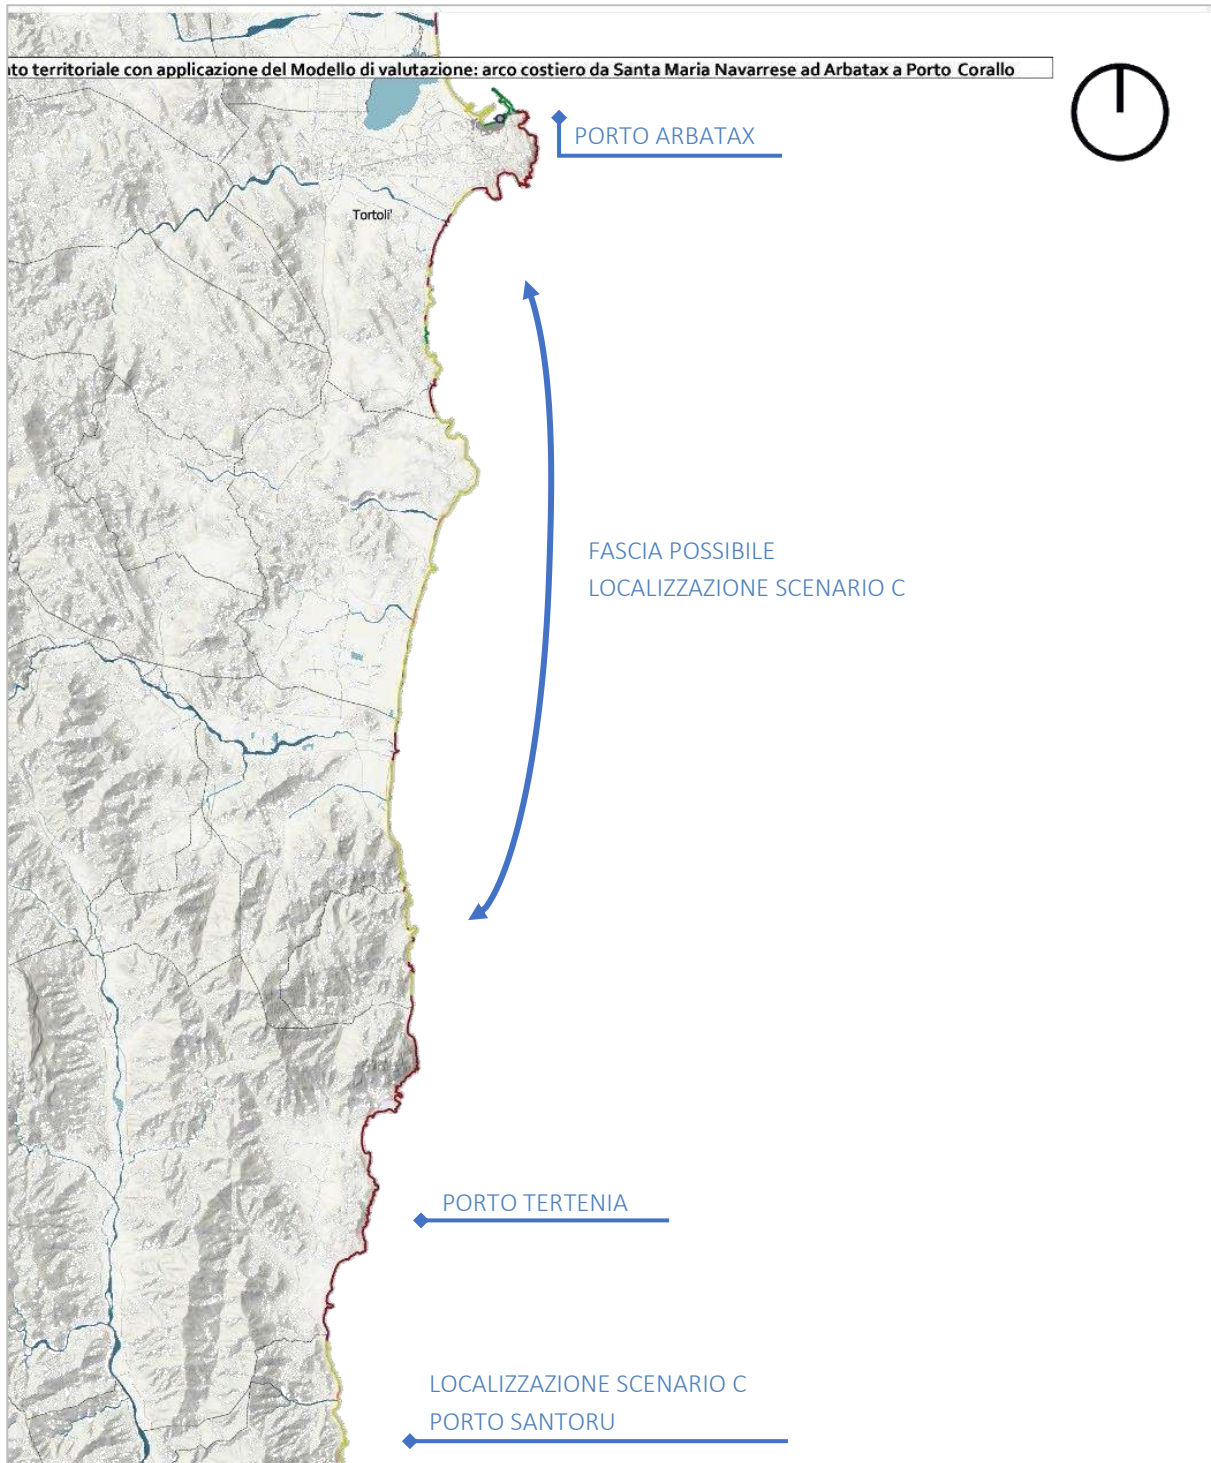 to territoriale con applicazione del Modello di valutazione: arco costiero da Santa Maria Navarrese ad Arbatax a Porto Corallo
PORTO ARBATAX
Tortoli'
FASCIA POSSIBILE
LOCALIZZAZIONE SCENARIO C
PORTO TERTENIA
LOCALIZZAZIONE SCENARIO C
PORTO SANTORU